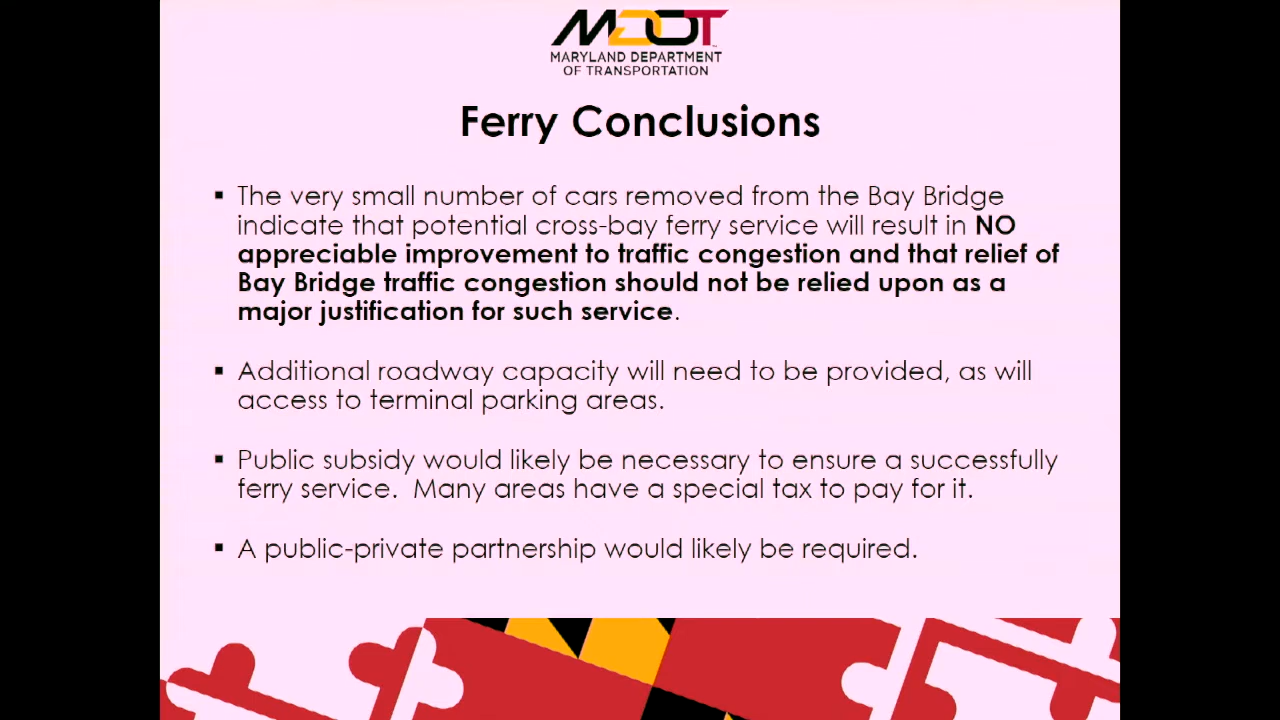 MDOT
MARYLAND DEPARTMENT
OF TRANSPORTATION
Ferry Conclusions
▪ The very small number of cars removed from the Bay Bridge
indicate that potential cross-bay ferry service will result in NO
appreciable improvement to traffic congestion and that relief of
Bay Bridge traffic congestion should not be relied upon as a
major justification for such service.
▪ Additional roadway capacity will need to be provided, as will
access to terminal parking areas.
▪ Public subsidy would likely be necessary to ensure a successfully
ferry service.  Many areas have a special tax to pay for it.
▪ A public-private partnership would likely be required.